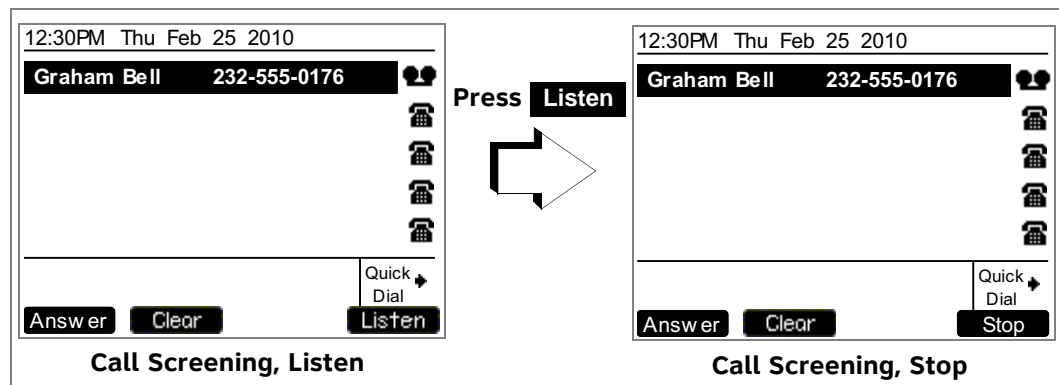 12:30PM Thu Feb 25 2010
Graham Bell 232-555-0176
Quick
Dial
Answer Clear Listen
Call Screening, Listen
Press Listen
12:30PM Thu Feb 25 2010
Graham Bell 232-555-0176
Quick
Dial
Answer Clear Stop
Call Screening, Stop